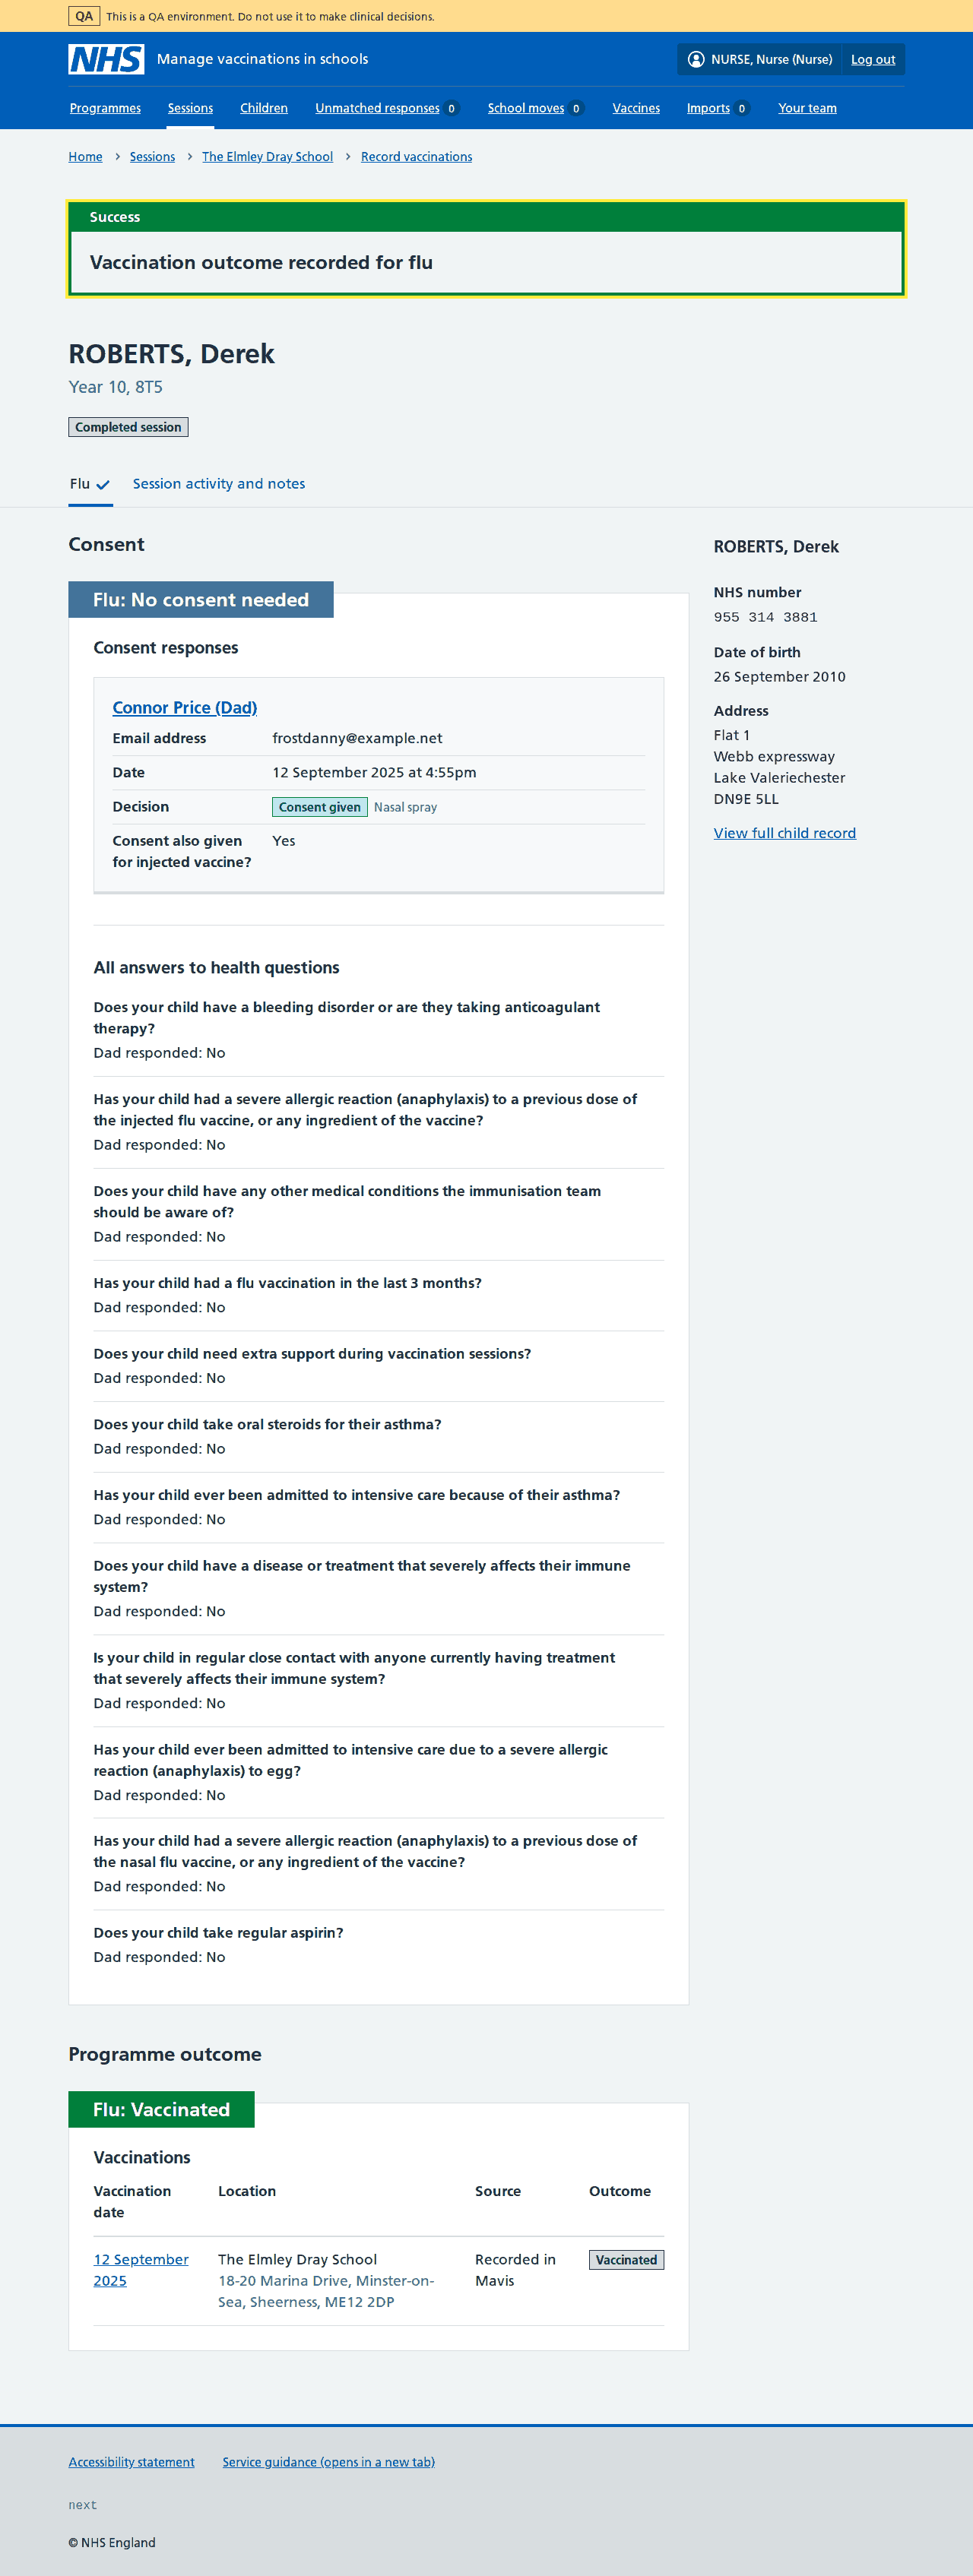 QA This is a QA environment. Do not use it to make clinical decisions.
NHS Manage vaccinations in schools NURSE, Nurse (Nurse) Log out
Programmes Sessions Children Unmatched responses 0 School moves 0 Vaccines Imports 0 Your team
Home Sessions The Elmley Dray School Record vaccinations
Success
Vaccination outcome recorded for flu
ROBERTS, Derek
Year 10, 8T5
Completed session
Flu Session activity and notes
Consent
Flu: No consent needed
Consent responses
Connor Price (Dad)
Email address frostdanny@example.net
Date 12 September 2025 at 4:55pm
Decision Consent given Nasal spray
Consent also given Yes
for injected vaccine?
All answers to health questions
Does your child have a bleeding disorder or are they taking anticoagulant
therapy?
Dad responded: No
Has your child had a severe allergic reaction (anaphylaxis) to a previous dose of
the injected flu vaccine, or any ingredient of the vaccine?
Dad responded: No
Does your child have any other medical conditions the immunisation team
should be aware of?
Dad responded: No
Has your child had a flu vaccination in the last 3 months?
Dad responded: No
Does your child need extra support during vaccination sessions?
Dad responded: No
Does your child take oral steroids for their asthma?
Dad responded: No
Has your child ever been admitted to intensive care because of their asthma?
Dad responded: No
Does your child have a disease or treatment that severely affects their immune
system?
Dad responded: No
Is your child in regular close contact with anyone currently having treatment
that severely affects their immune system?
Dad responded: No
Has your child ever been admitted to intensive care due to a severe allergic
reaction (anaphylaxis) to egg?
Dad responded: No
Has your child had a severe allergic reaction (anaphylaxis) to a previous dose of
the nasal flu vaccine, or any ingredient of the vaccine?
Dad responded: No
Does your child take regular aspirin?
Dad responded: No
ROBERTS, Derek
NHS number
955 314 3881
Date of birth
26 September 2010
Address
Flat 1
Webb expressway
Lake Valeriechester
DN9E 5LL
View full child record
Programme outcome
Flu: Vaccinated
Vaccinations
Vaccination Location Source Outcome
date
12 September The Elmley Dray School Recorded in Vaccinated
2025 18-20 Marina Drive, Minster-on- Mavis
Sea, Sheerness, ME12 2DP
Accessibility statement Service guidance (opens in a new tab)
next
© NHS England